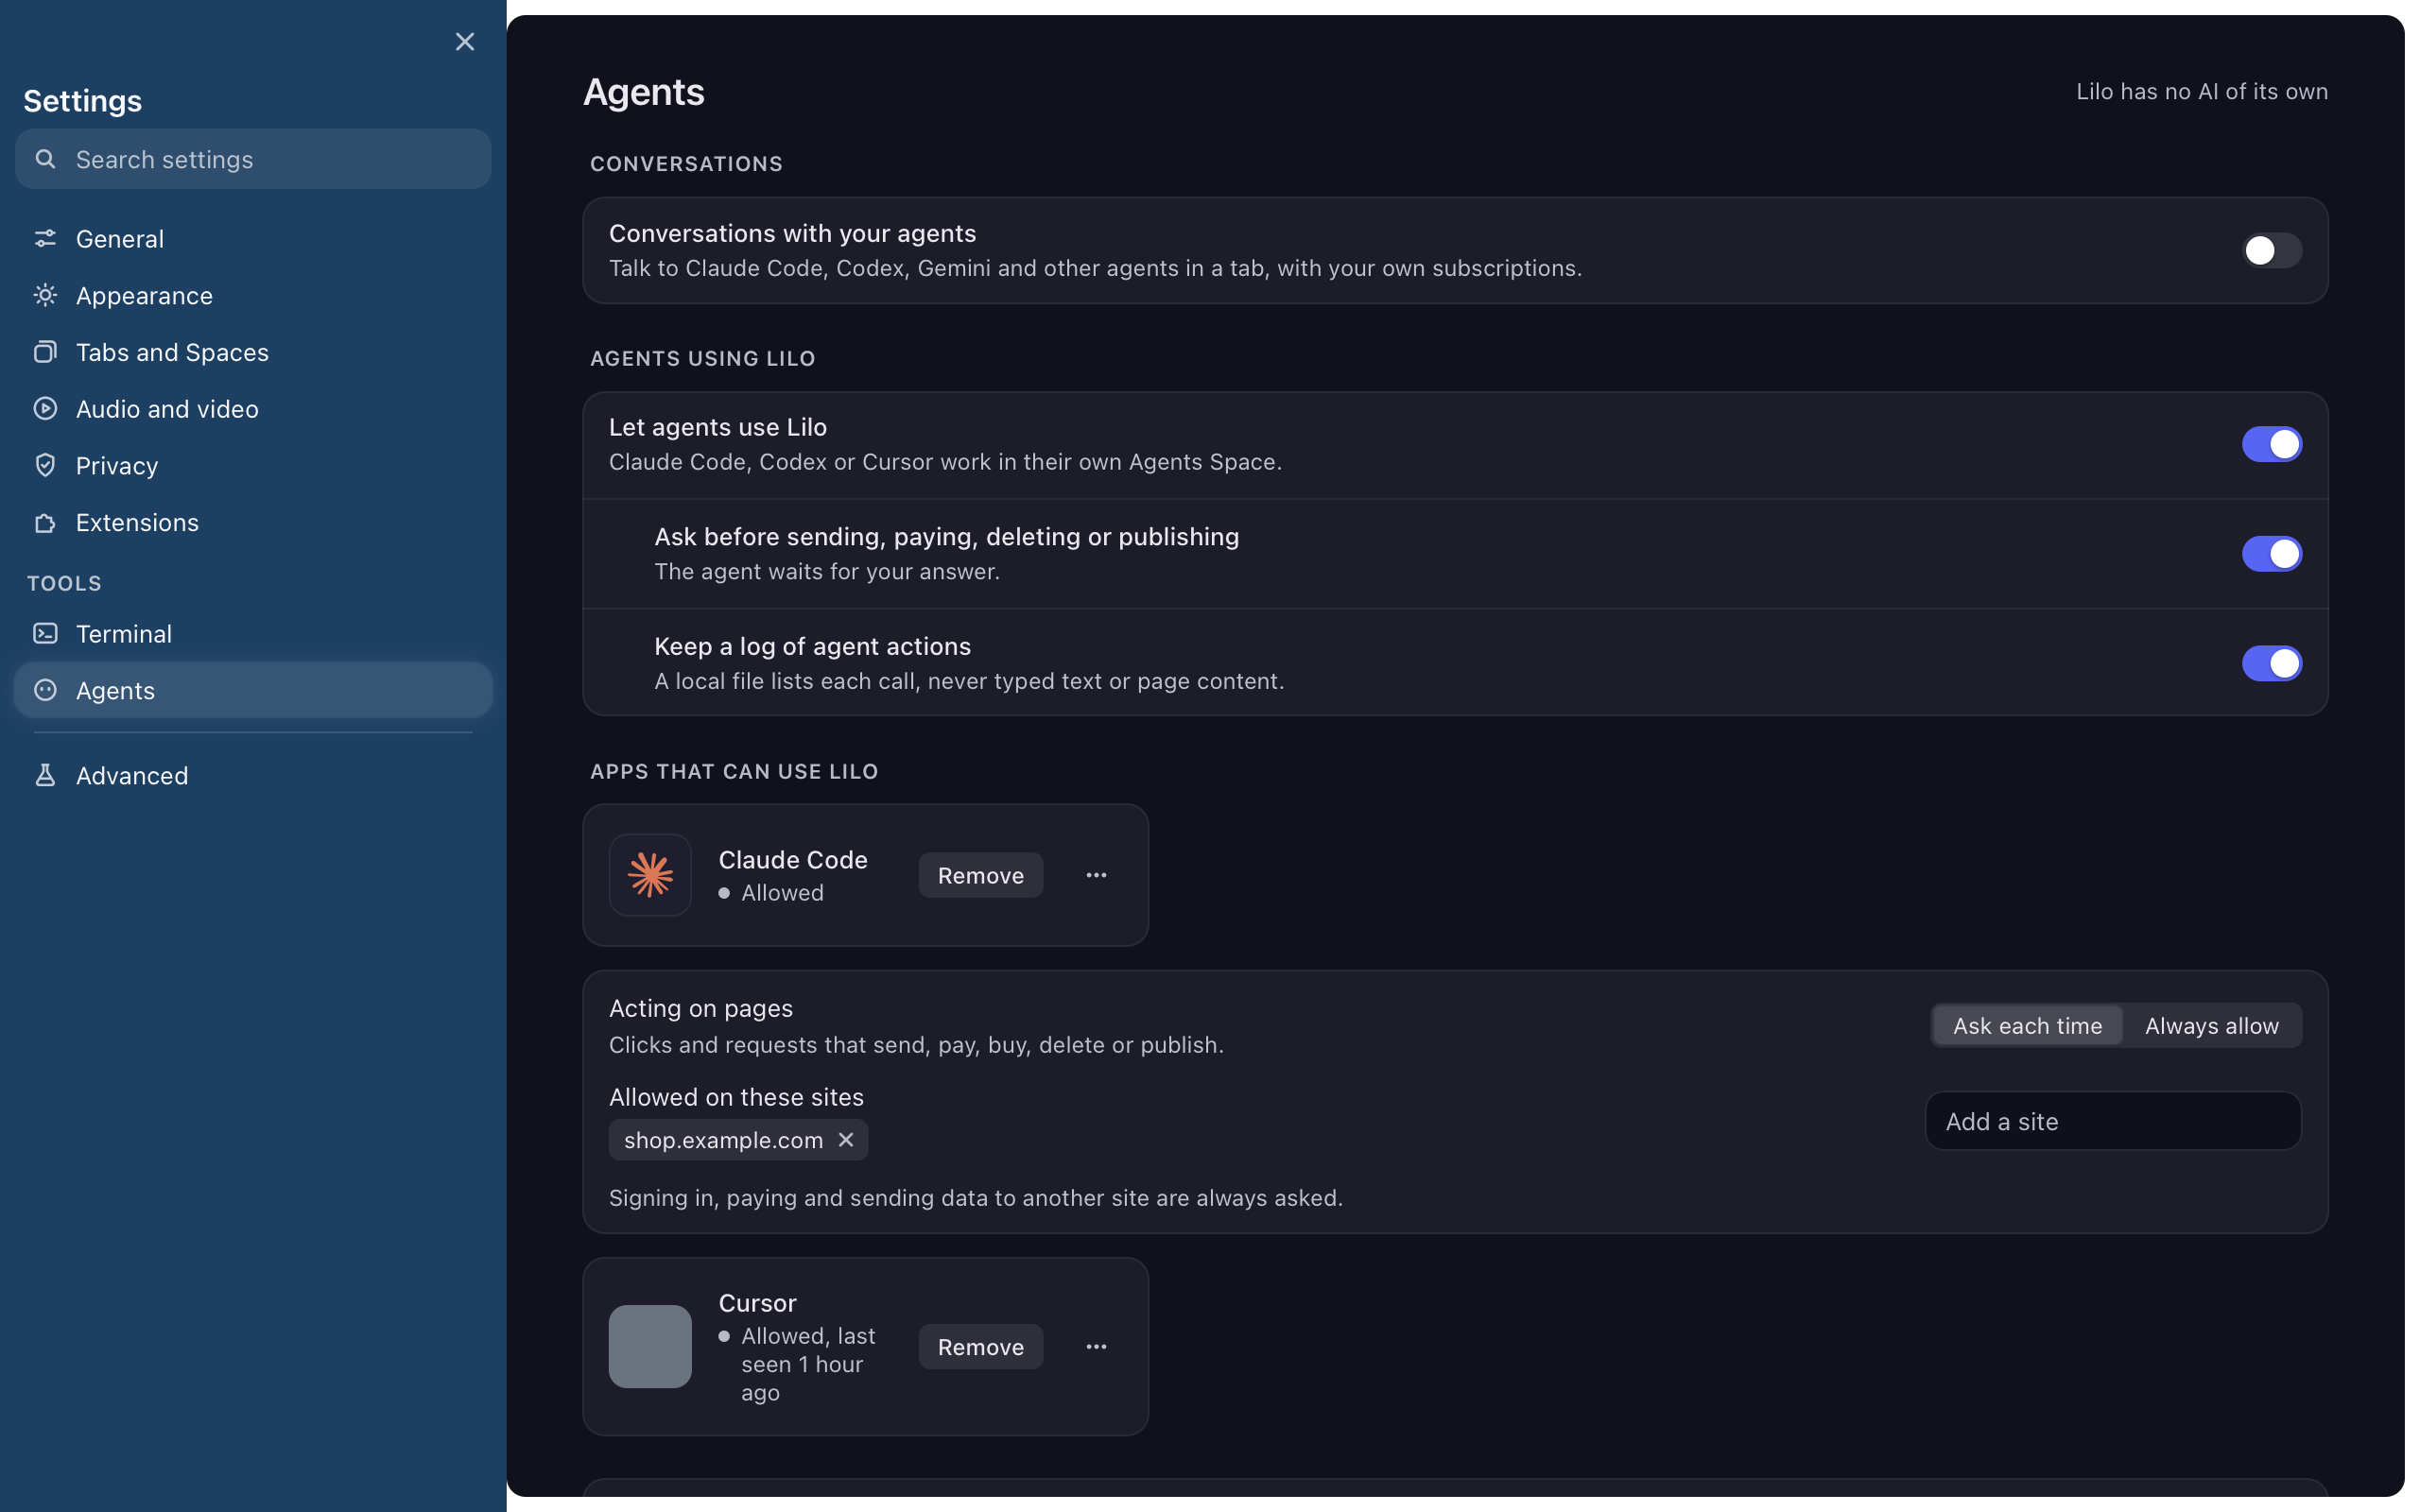 Settings
Search settings
General
Appearance
Tabs and Spaces
Audio and video
Privacy
Extensions
TOOLS
Terminal
Agents
Advanced
Agents
Lilo has no AI of its own
CONVERSATIONS
Conversations with your agents
Talk to Claude Code, Codex, Gemini and other agents in a tab, with your own subscriptions.
AGENTS USING LILO
Let agents use Lilo
Claude Code, Codex or Cursor work in their own Agents Space.
Ask before sending, paying, deleting or publishing
The agent waits for your answer.
Keep a log of agent actions
A local file lists each call, never typed text or page content.
APPS THAT CAN USE LILO
Claude Code
Allowed
Remove
Acting on pages
Clicks and requests that send, pay, buy, delete or publish.
Ask each time
Always allow
Allowed on these sites
shop.example.com
Add a site
Signing in, paying and sending data to another site are always asked.
Cursor
Allowed, last
seen 1 hour
ago
Remove